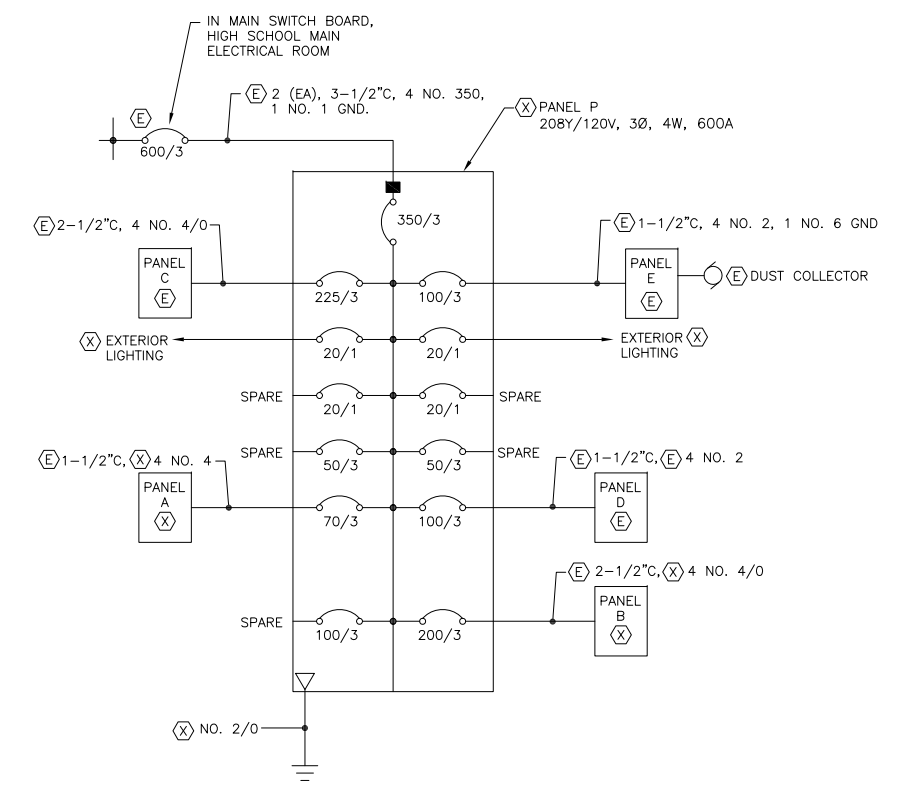 IN MAIN SWITCH BOARD,
HIGH SCHOOL MAIN
ELECTRICAL ROOM
E 2 (EA), 3-1/2"C, 4 NO. 350,
1 NO. 1 GND.
E
600/3
X PANEL P
208Y/120V, 3Ø, 4W, 600A
350/3
E 2-1/2"C, 4 NO. 4/0
PANEL
C
E
225/3
100/3
E 1-1/2"C, 4 NO. 2, 1 NO. 6 GND
PANEL
E
E
E DUST COLLECTOR
X EXTERIOR
LIGHTING
20/1
20/1
EXTERIOR X
LIGHTING
SPARE
20/1
20/1
SPARE
SPARE
50/3
50/3
SPARE
E 1-1/2"C, X 4 NO. 4
PANEL
A
X
70/3
100/3
E 1-1/2"C, E 4 NO. 2
PANEL
D
E
SPARE
100/3
200/3
E 2-1/2"C, X 4 NO. 4/0
PANEL
B
X
X NO. 2/0